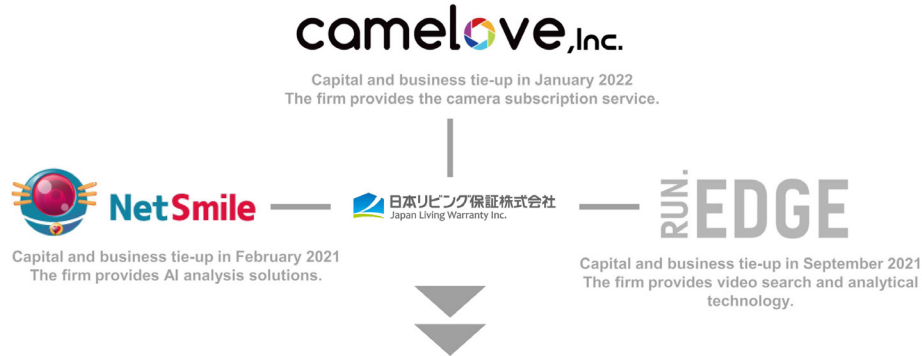 camelove,Inc.
Capital and business tie-up in January 2022
The firm provides the camera subscription service.
NetSmile
Capital and business tie-up in February 2021
The firm provides AI analysis solutions.
日本リビング保証株式会社
Japan Living Warranty Inc.
RUN.EDGE
Capital and business tie-up in September 2021
The firm provides video search and analytical
technology.